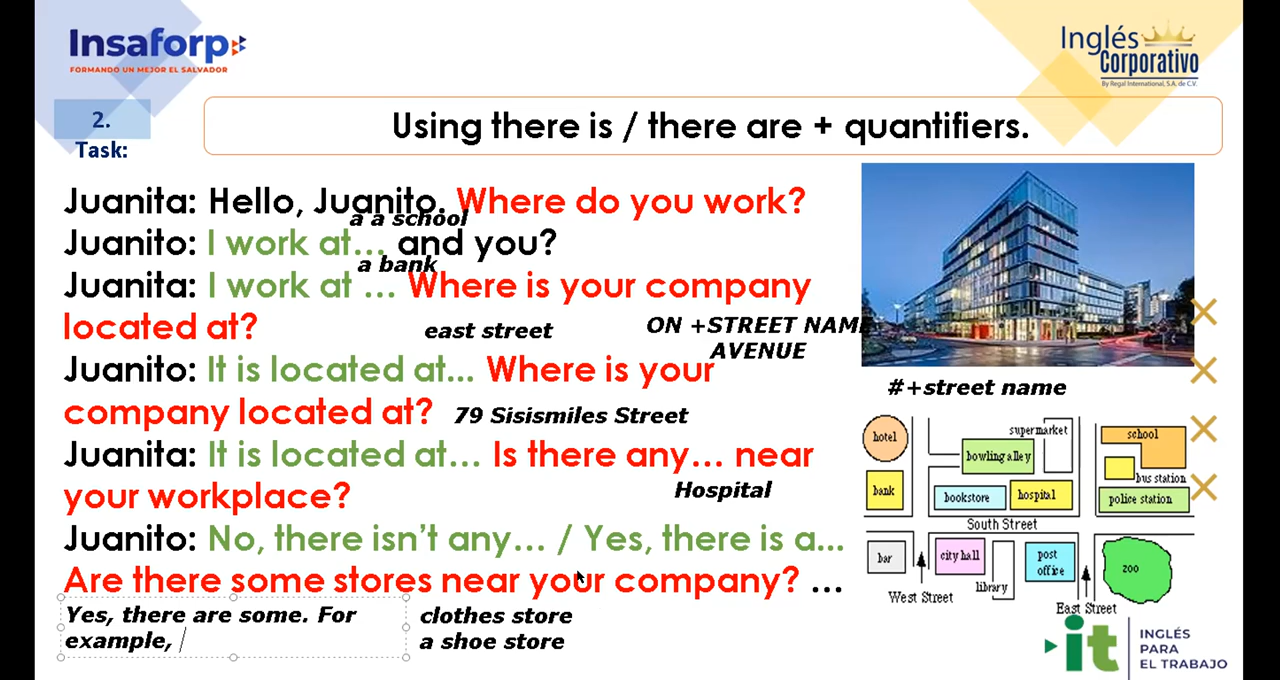 Insaforp
FORMANDO UN MEJOR EL SALVADOR
Inglés
Corporativo
By Regal International, S.A. de C.V.
2.
Task:
Using there is / there are + quantifiers.
Juanita: Hello, Juanito. Where do you work?
a a school
Juanito: I work at... and you?
a bank
Juanita: I work at ... Where is your company
located at?
east street
ON +STREET NAME
AVENUE
Juanito: It is located at... Where is your
company located at?
79 Sisismiles Street
#+street name
Juanita: It is located at... Is there any... near
your workplace?
Hospital
Juanito: No, there isn't any... / Yes, there is a...
Are there some stores near your company? ...
Yes, there are some. For
example,
clothes store
a shoe store
hotel
supermarket
school
bowling alley
bank
bus station
bookstore
hospital
police station
South Street
bar
city hall
post
office
zoo
library
West Street
East Street
it
INGLÉS
PARA
EL TRABAJO